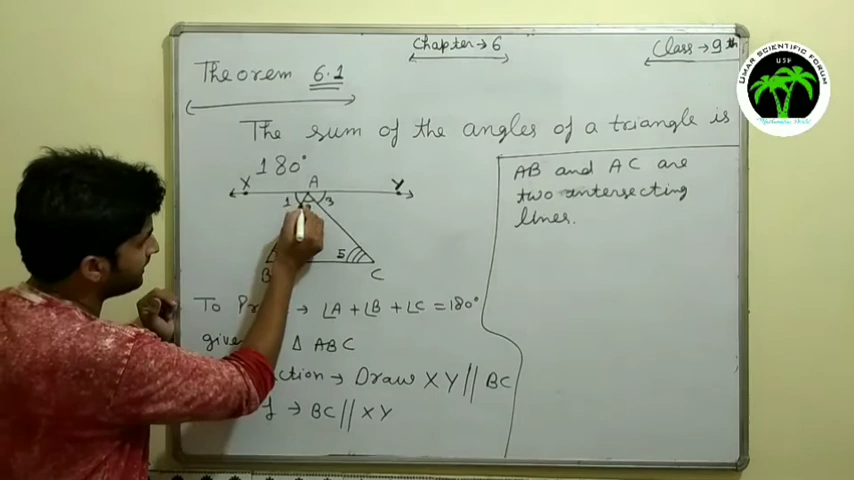 Chapter → 6
Class → 9th
Theorem 6.1
UMAR SCIENTIFIC FORUM
USF
The sum of the angles of a triangle is
180°
X A Y
1 3
5
B C
AB and AC are
two intersecting
lines.
To Pr → ∠A + ∠B + ∠C = 180°
given Δ ABC
ction → Draw XY // BC
f → BC // XY